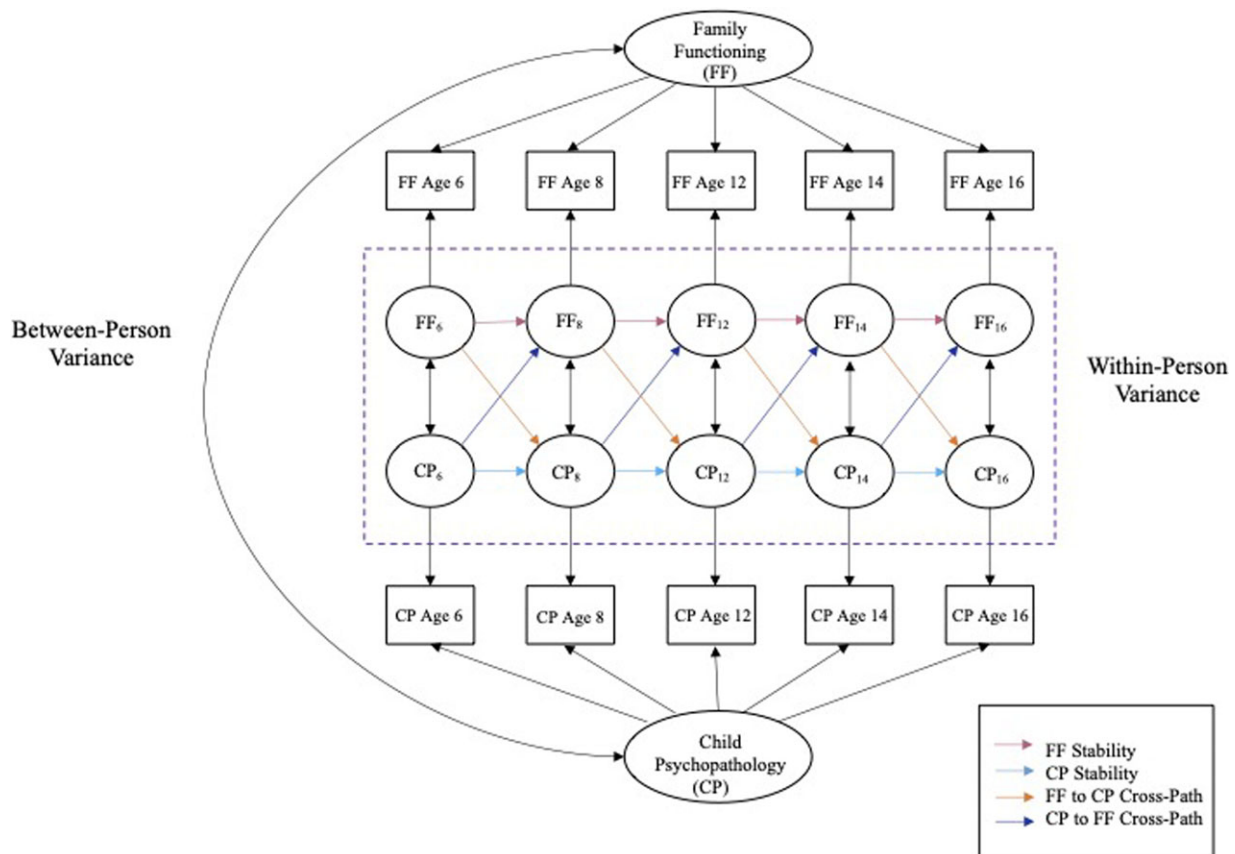 Family
Functioning
(FF)
FF Age 6
FF Age 8
FF Age 12
FF Age 14
FF Age 16
Between-Person
Variance
FF₆
FF₈
FF₁₂
FF₁₄
FF₁₆
Within-Person
Variance
CP₆
CP₈
CP₁₂
CP₁₄
CP₁₆
CP Age 6
CP Age 8
CP Age 12
CP Age 14
CP Age 16
Child
Psychopathology
(CP)
FF Stability
CP Stability
FF to CP Cross-Path
CP to FF Cross-Path